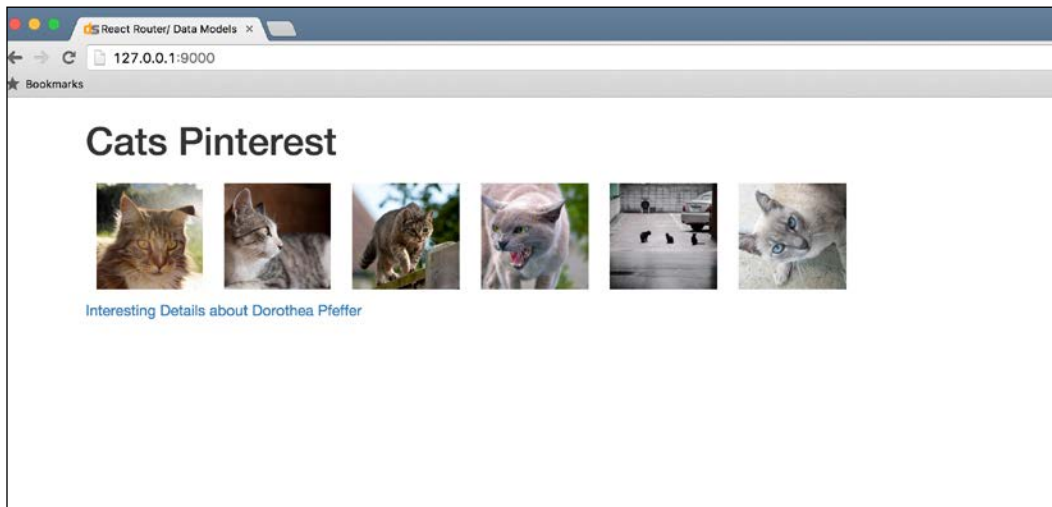 React Router/ Data Models
127.0.0.1:9000
Bookmarks
Cats Pinterest
Interesting Details about Dorothea Pfeffer